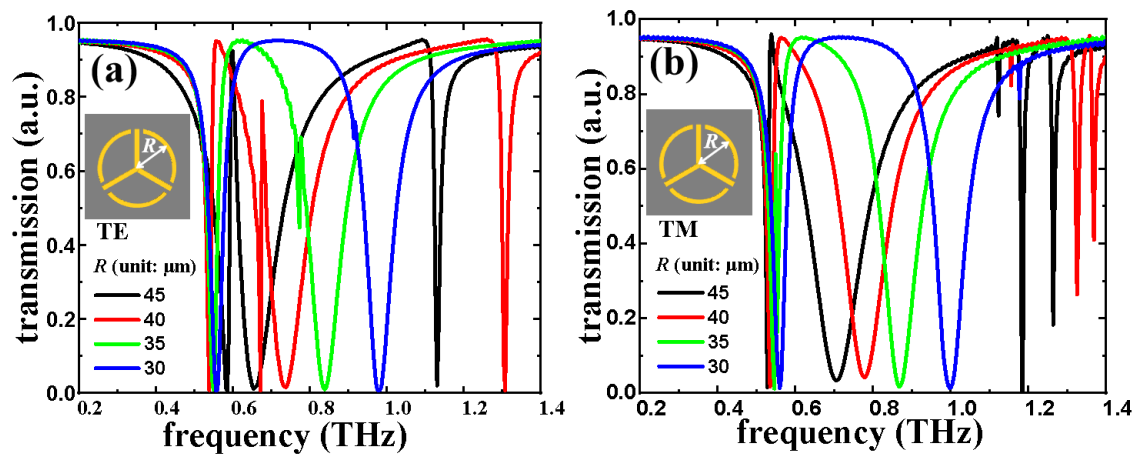 1.0
0.8
0.6
0.4
0.2
0.0
transmission (a.u.)
(a)
R
TE
R (unit: μm)
45
40
35
30
0.2 0.4 0.6 0.8 1.0 1.2 1.4
frequency (THz)
1.0
0.8
0.6
0.4
0.2
0.0
transmission (a.u.)
(b)
R
TM
R (unit: μm)
45
40
35
30
0.2 0.4 0.6 0.8 1.0 1.2 1.4
frequency (THz)